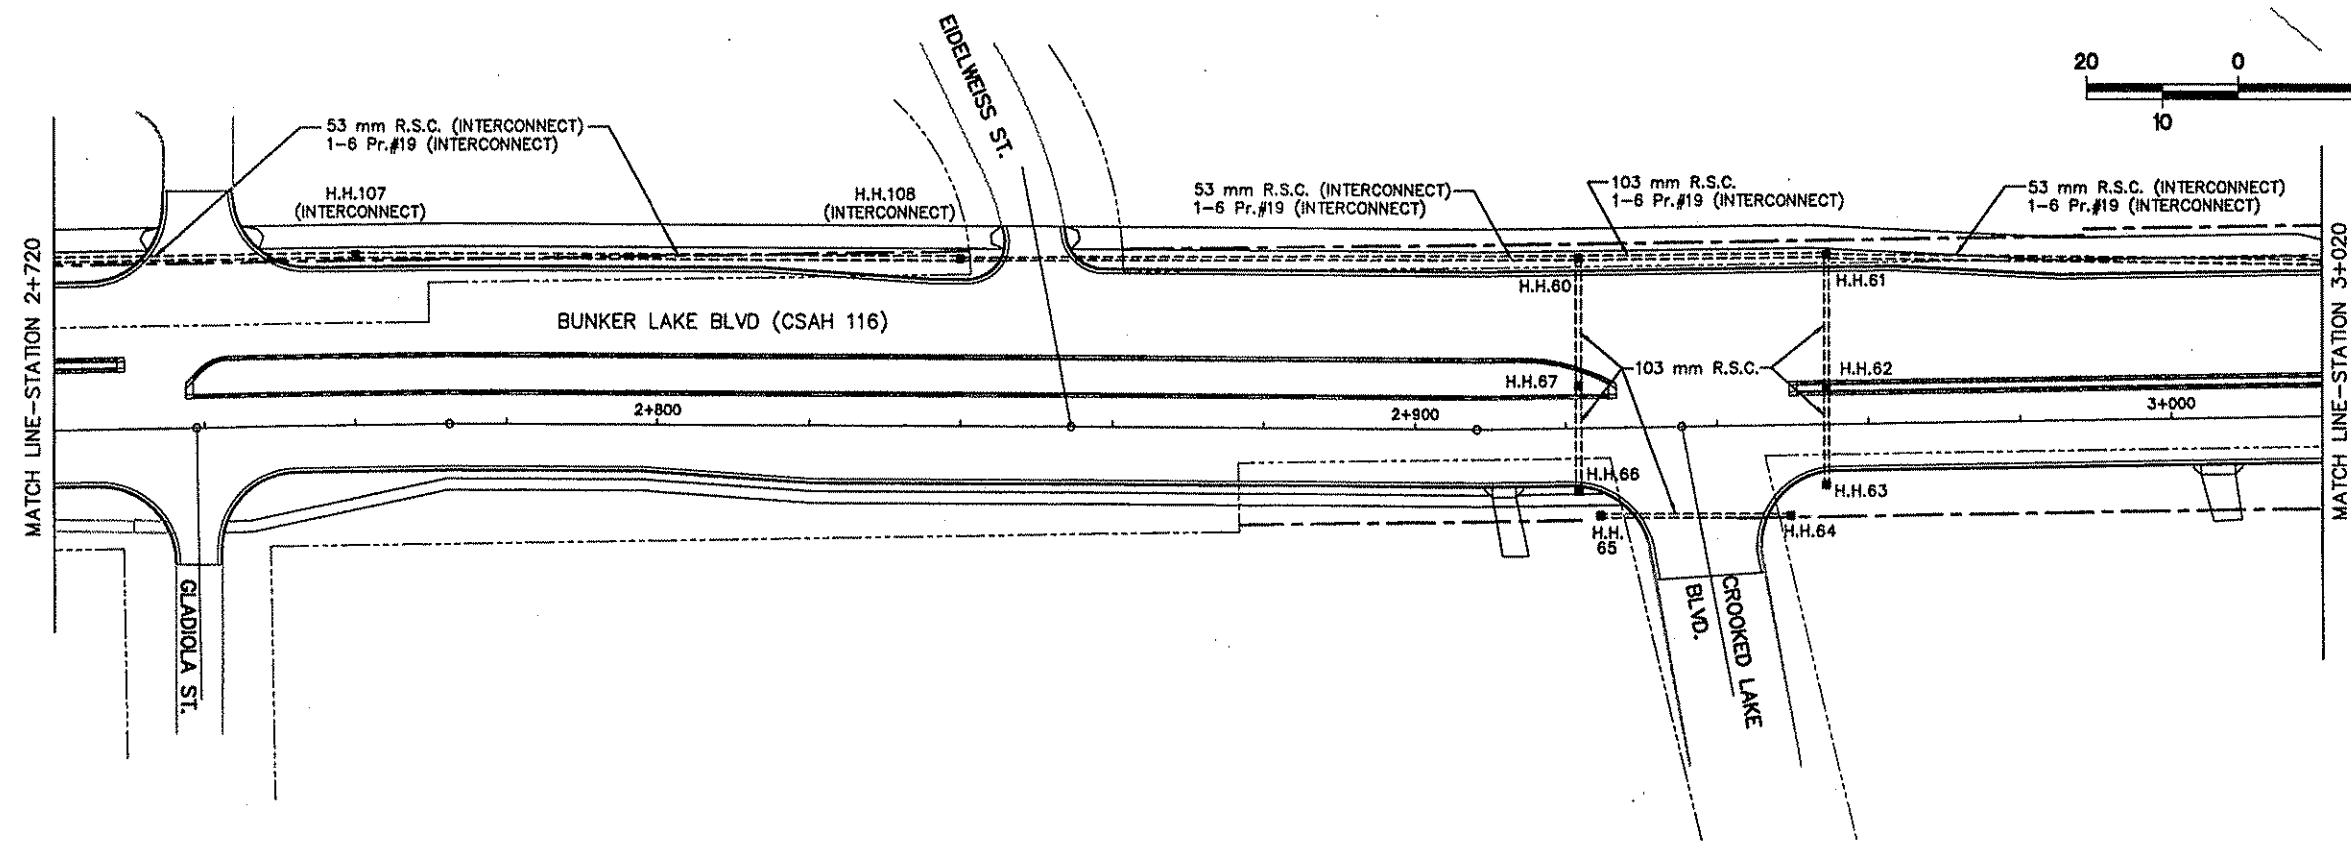 EIDELWEISS ST.
20 0
10
53 mm R.S.C. (INTERCONNECT)
1-6 Pr.#19 (INTERCONNECT)
H.H.107
(INTERCONNECT)
H.H.108
(INTERCONNECT)
53 mm R.S.C. (INTERCONNECT)
1-6 Pr.#19 (INTERCONNECT)
103 mm R.S.C.
1-6 Pr.#19 (INTERCONNECT)
53 mm R.S.C. (INTERCONNECT)
1-6 Pr.#19 (INTERCONNECT)
MATCH LINE-STATION 2+720
MATCH LINE-STATION 3+020
H.H.60
H.H.61
BUNKER LAKE BLVD (CSAH 116)
103 mm R.S.C.
H.H.67
H.H.62
2+800
2+900
3+000
H.H.66
H.H.63
H.H.
65
H.H.64
GLADIOLA ST.
CROOKED LAKE
BLVD.